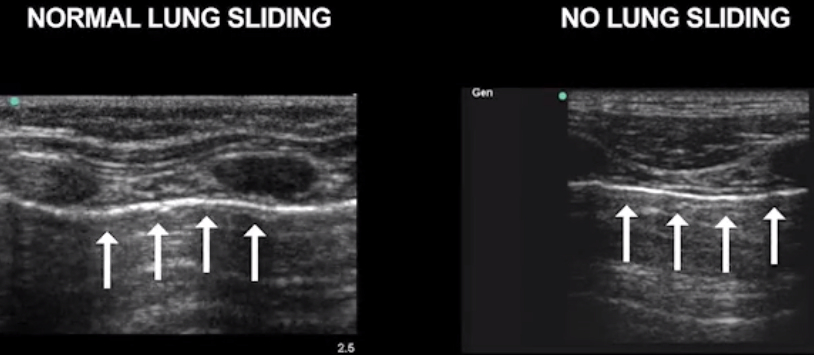 NORMAL LUNG SLIDING
NO LUNG SLIDING
Gen
2.5